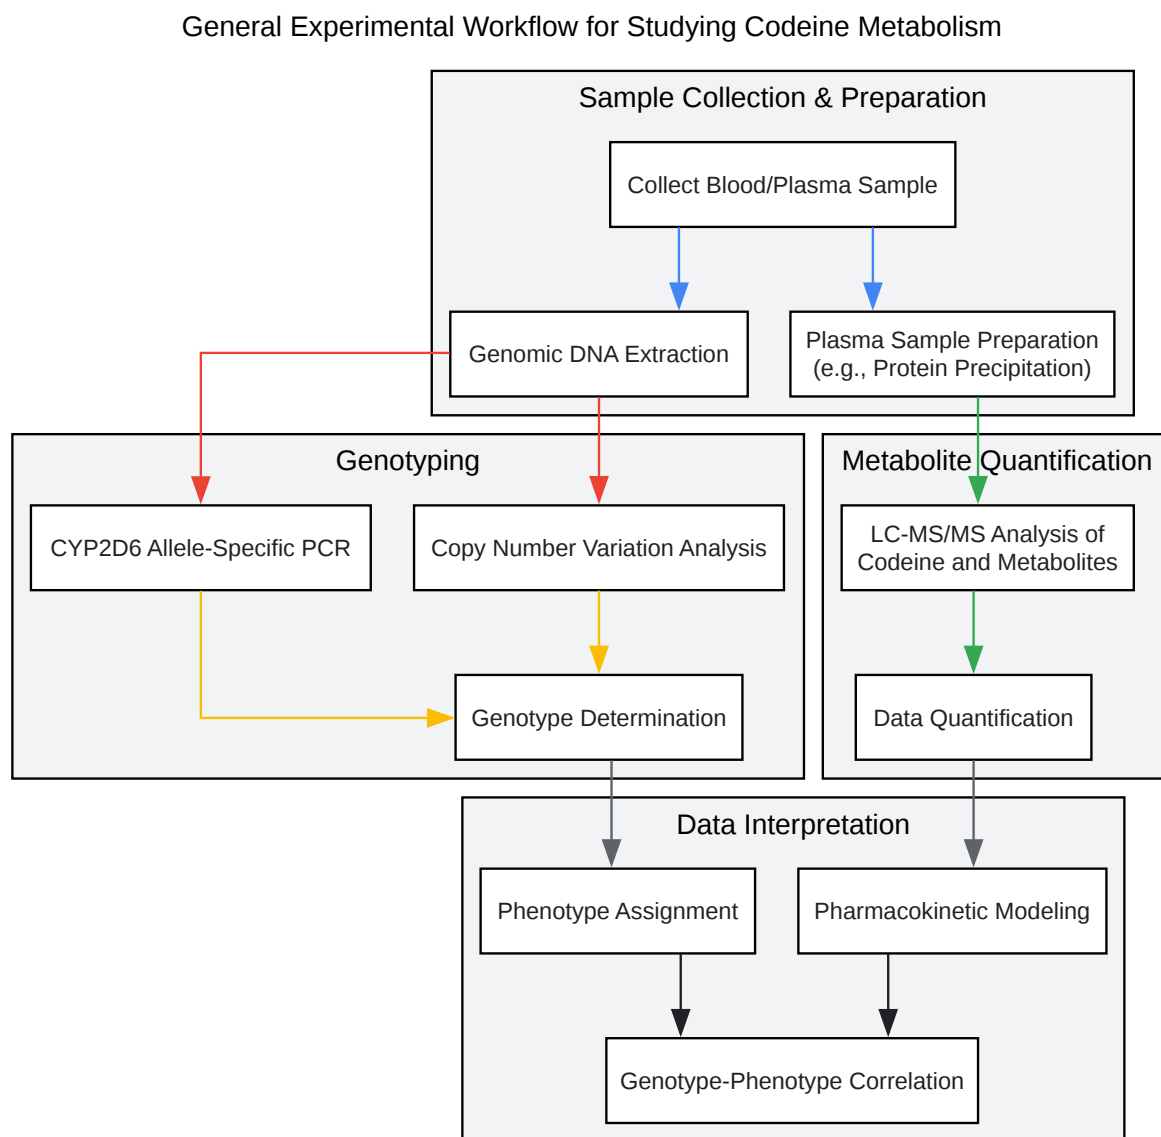 General Experimental Workflow for Studying Codeine Metabolism
Sample Collection & Preparation
Collect Blood/Plasma Sample
Genomic DNA Extraction
Plasma Sample Preparation
(e.g., Protein Precipitation)
Genotyping
Metabolite Quantification
CYP2D6 Allele-Specific PCR
Copy Number Variation Analysis
LC-MS/MS Analysis of
Codeine and Metabolites
Genotype Determination
Data Quantification
Data Interpretation
Phenotype Assignment
Pharmacokinetic Modeling
Genotype-Phenotype Correlation